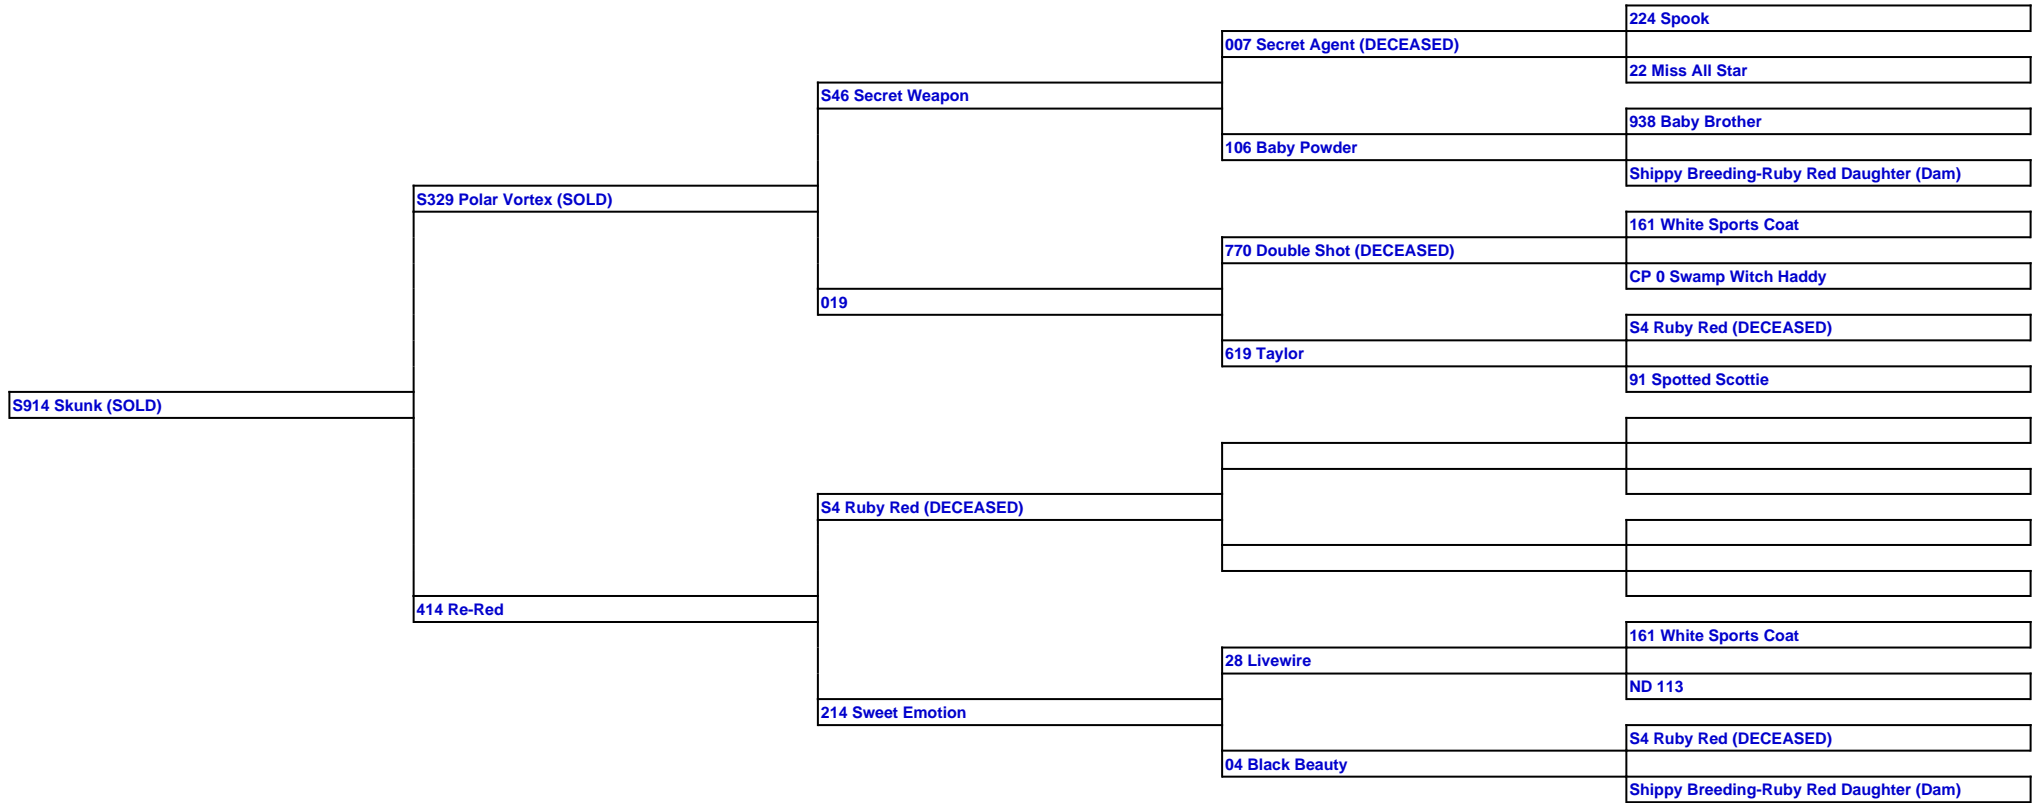 224 Spook
007 Secret Agent (DECEASED)
22 Miss All Star
S46 Secret Weapon
938 Baby Brother
106 Baby Powder
Shippy Breeding-Ruby Red Daughter (Dam)
S329 Polar Vortex (SOLD)
161 White Sports Coat
770 Double Shot (DECEASED)
CP 0 Swamp Witch Haddy
019
S4 Ruby Red (DECEASED)
619 Taylor
91 Spotted Scottie
S914 Skunk (SOLD)
S4 Ruby Red (DECEASED)
414 Re-Red
161 White Sports Coat
28 Livewire
ND 113
214 Sweet Emotion
S4 Ruby Red (DECEASED)
04 Black Beauty
Shippy Breeding-Ruby Red Daughter (Dam)